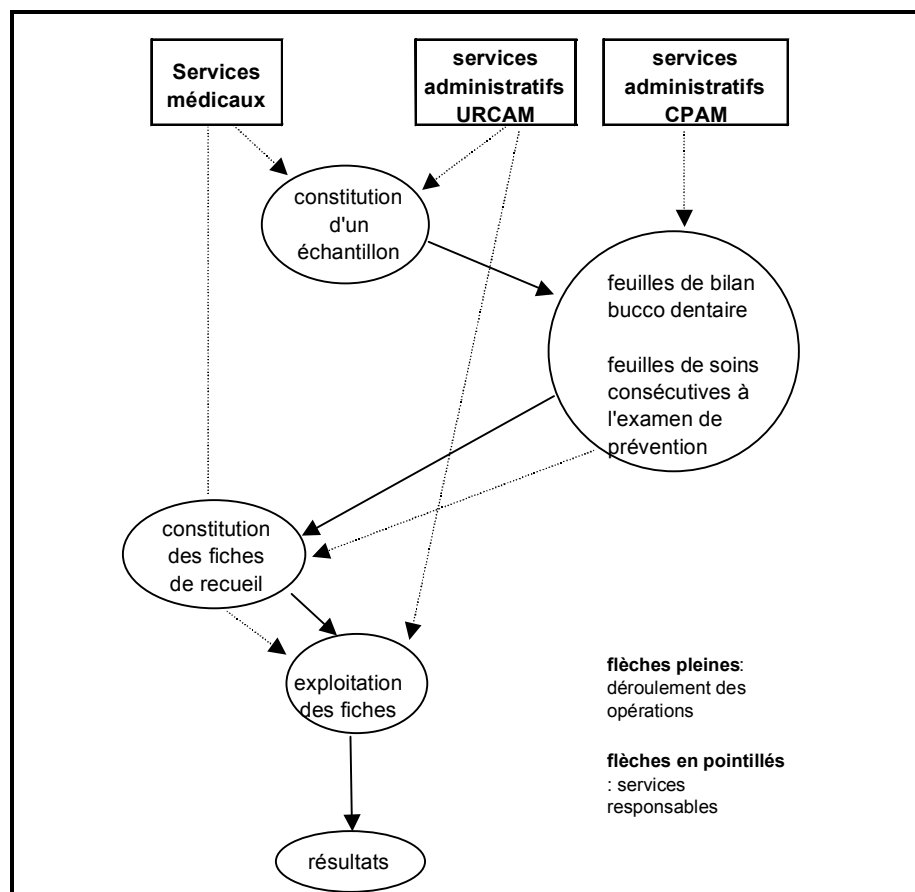 Services
médicaux
services
administratifs
URCAM
services
administratifs
CPAM
constitution
d'un
échantillon
feuilles de bilan
bucco dentaire
feuilles de soins
consécutives à
l'examen de
prévention
constitution
des fiches
de recueil
exploitation
des fiches
flèches pleines:
déroulement des
opérations
flèches en pointillés
: services
responsables
résultats